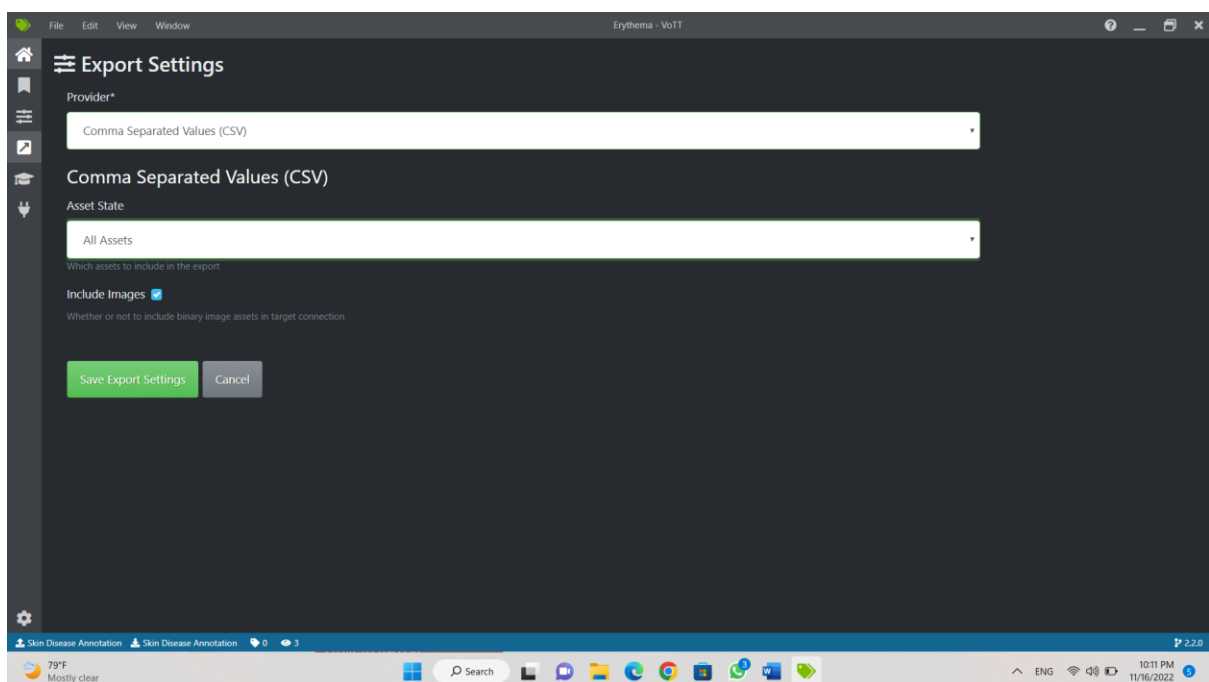 File Edit View Window Erythema - VoTT
Export Settings
Provider*
Comma Separated Values (CSV)
Comma Separated Values (CSV)
Asset State
All Assets
Which assets to include in the export
Include Images
Whether or not to include binary image assets in target connection
Save Export Settings Cancel
Skin Disease Annotation Skin Disease Annotation 0 3 2.2.0
79°F
Mostly clear
Search
3
W
ENG
10:11 PM
11/16/2022
5